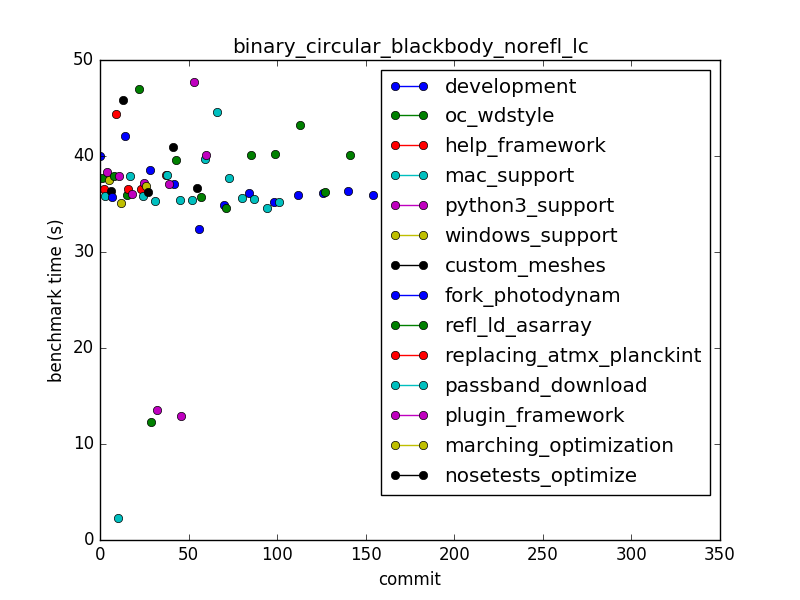 binary_circular_blackbody_norefl_lc
50
40
30
20
10
0
benchmark time (s)
development
oc_wdstyle
help_framework
mac_support
python3_support
windows_support
custom_meshes
fork_photodynam
refl_ld_asarray
replacing_atmx_planckint
passband_download
plugin_framework
marching_optimization
nosetests_optimize
0 50 100 150 200 250 300 350
commit